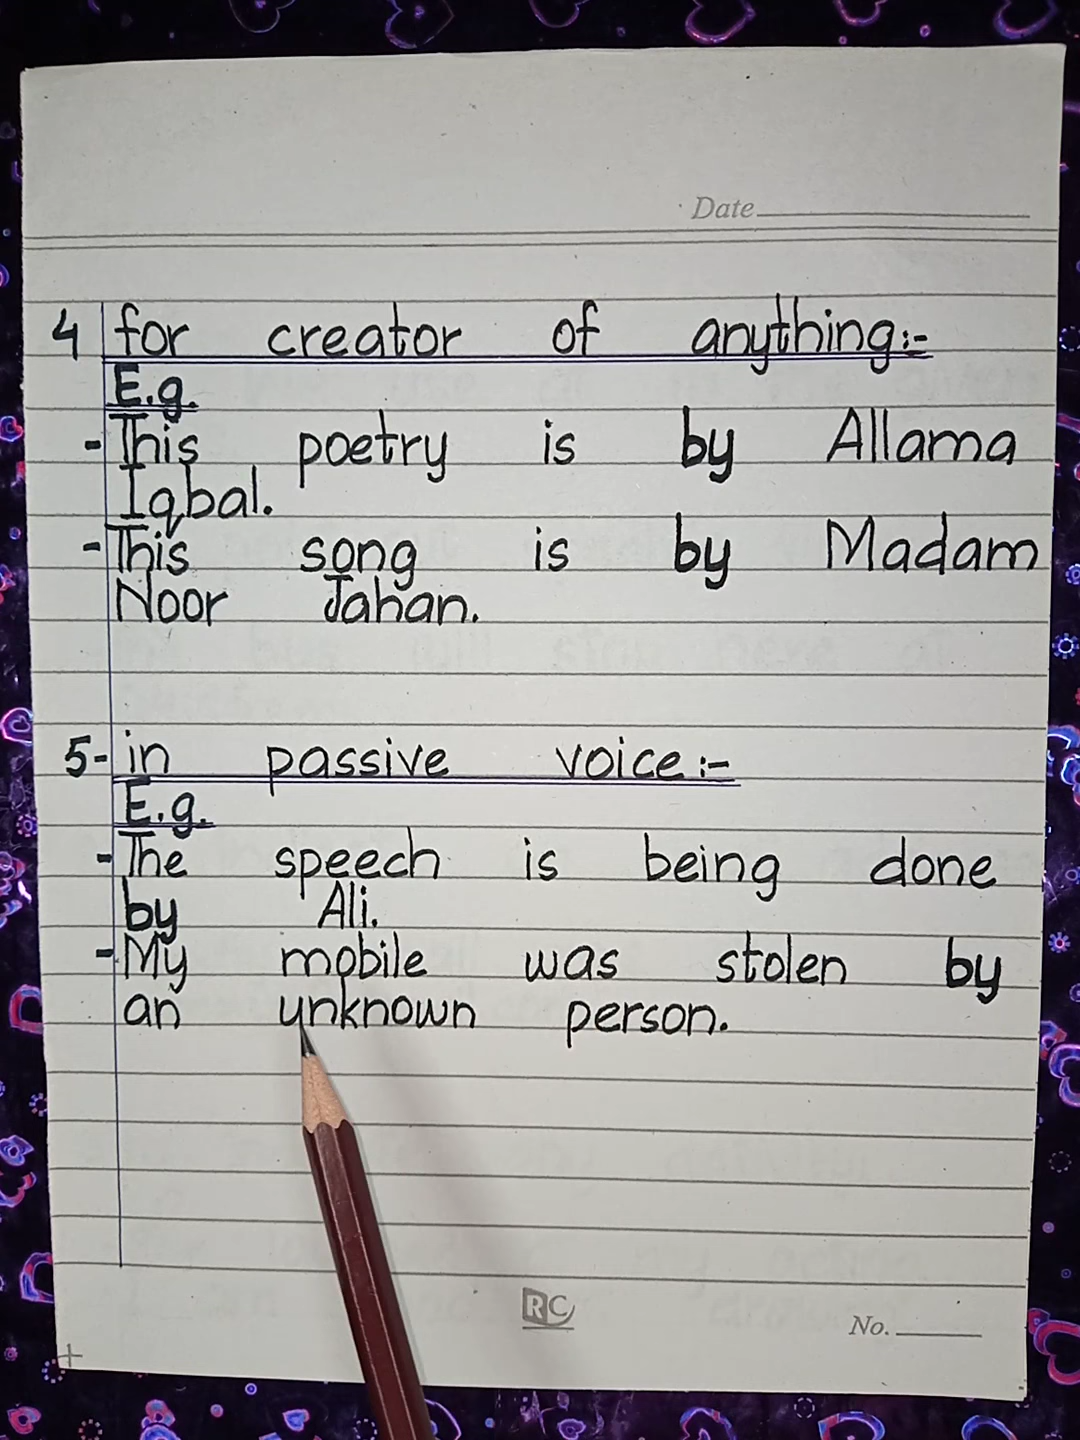 Date
4 for creator of anything:-
E.g.
- This poetry is by Allama
Iqbal.
- This song is by Madam
Noor Jahan.
5- in passive voice:-
E.g.
- The speech is being done
by Ali.
- My mobile was stolen by
an unknown person.
RC
No.